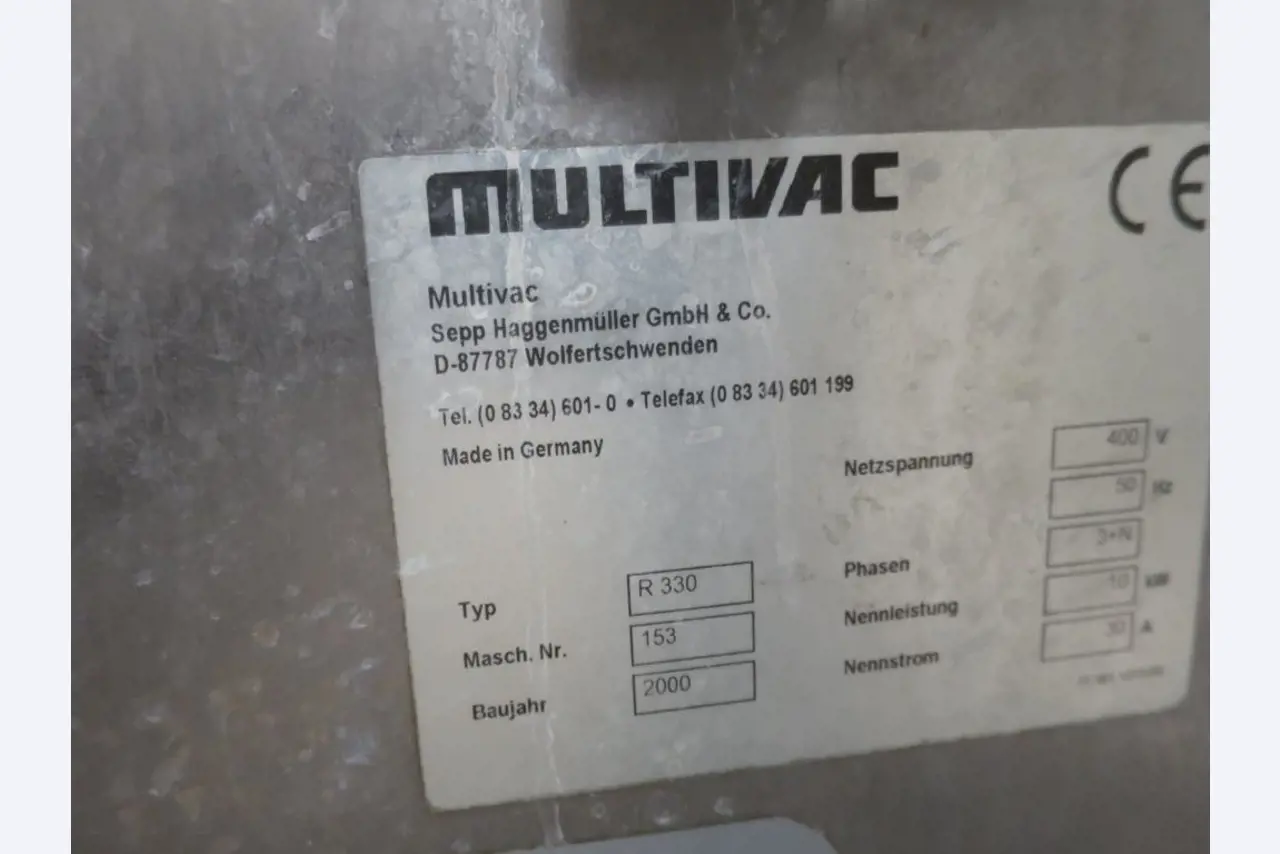 MULTIVAC
CE
Multivac
Sepp Haggenmüller GmbH & Co.
D-87787 Wolfertschwenden
Tel. (0 83 34) 601- 0 • Telefax (0 83 34) 601 199
Made in Germany
Netzspannung 400 V
50 Hz
Typ R 330
Masch. Nr. 153
Baujahr 2000
Phasen 3+N
Nennleistung 10 kW
Nennstrom A